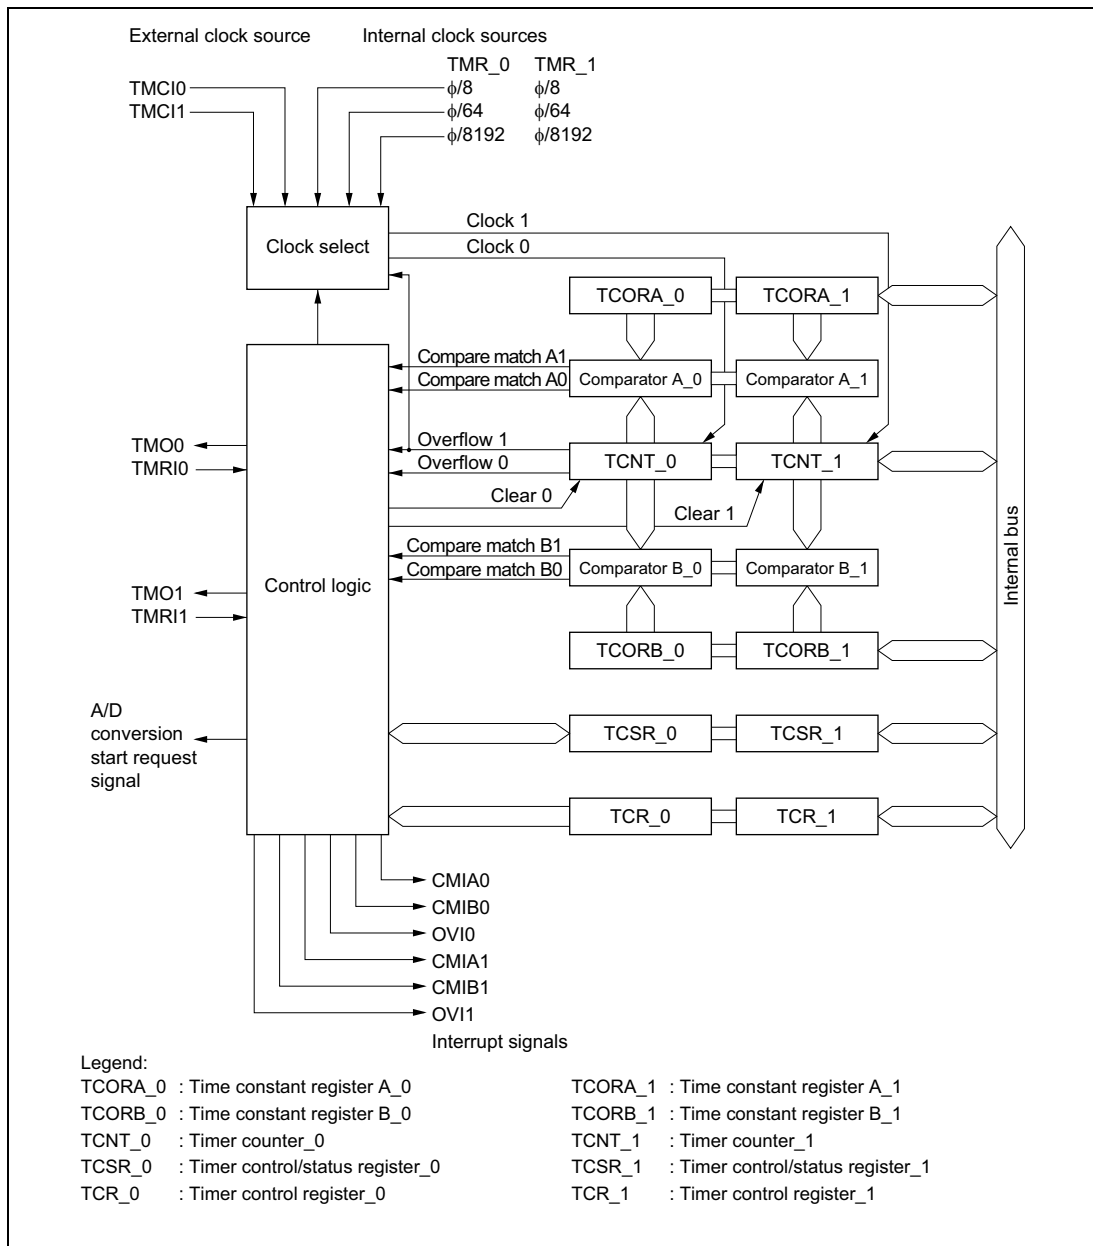 External clock source
Internal clock sources
TMR_0 TMR_1
TMCI0
ϕ/8 ϕ/8
TMCI1
ϕ/64 ϕ/64
ϕ/8192 ϕ/8192
Clock select
Clock 1
Clock 0
TCORA_0
TCORA_1
Compare match A1
Compare match A0
Comparator A_0
Comparator A_1
TMO0
TMRI0
Overflow 1
Overflow 0
TCNT_0
TCNT_1
Clear 0
Clear 1
Compare match B1
Compare match B0
Comparator B_0
Comparator B_1
Control logic
TMO1
TMRI1
Internal bus
TCORB_0
TCORB_1
A/D
conversion
start request
signal
TCSR_0
TCSR_1
TCR_0
TCR_1
CMIA0
CMIB0
OVI0
CMIA1
CMIB1
OVI1
Interrupt signals
Legend:
TCORA_0 : Time constant register A_0
TCORB_0 : Time constant register B_0
TCNT_0 : Timer counter_0
TCSR_0 : Timer control/status register_0
TCR_0 : Timer control register_0
TCORA_1 : Time constant register A_1
TCORB_1 : Time constant register B_1
TCNT_1 : Timer counter_1
TCSR_1 : Timer control/status register_1
TCR_1 : Timer control register_1